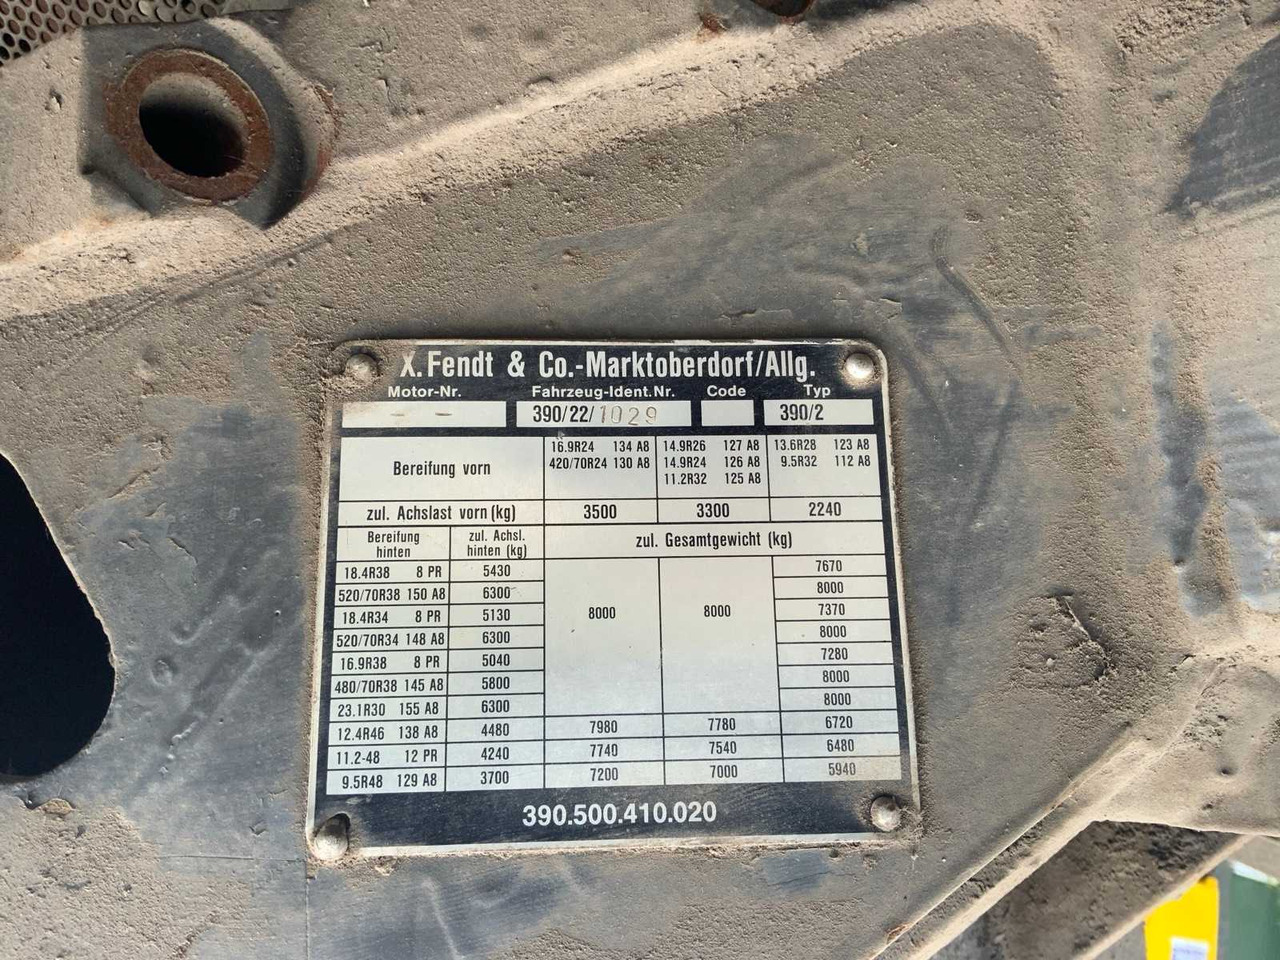 X. Fendt & Co.-Marktoberdorf/Allg.
Motor-Nr. Fahrzeug-Ident.Nr. Code Typ
- - 390/22/1029 390/2
Bereifung vorn 16.9R24 134 A8 14.9R26 127 A8 13.6R28 123 A8
420/70R24 130 A8 14.9R24 126 A8 9.5R32 112 A8
11.2R32 125 A8
zul. Achslast vorn (kg) 3500 3300 2240
Bereifung hinten zul. Achsl. hinten (kg) zul. Gesamtgewicht (kg)
18.4R38 8 PR 5430 7670
520/70R38 150 A8 6300 8000
18.4R34 8 PR 5130 8000 8000 7370
520/70R34 148 A8 6300 8000
16.9R38 8 PR 5040 7280
480/70R38 145 A8 5800 8000
23.1R30 155 A8 6300 8000
12.4R46 138 A8 4480 7980 7780 6720
11.2-48 12 PR 4240 7740 7540 6480
9.5R48 129 A8 3700 7200 7000 5940
390.500.410.020